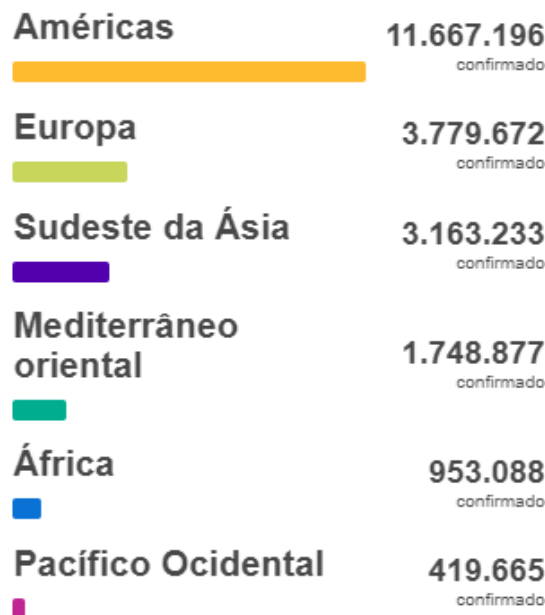 Américas
11.667.196
confirmado
Europa
3.779.672
confirmado
Sudeste da Ásia
3.163.233
confirmado
Mediterrâneo
oriental
1.748.877
confirmado
África
953.088
confirmado
Pacífico Ocidental
419.665
confirmado